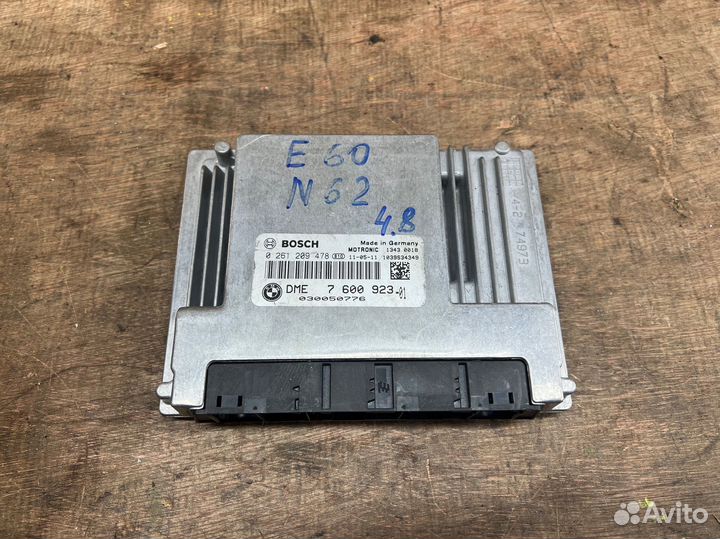 E60
N62
4.8
BOSCH
Made in Germany
MOTRONIC 1343 0018
0 261 209 478 11-05-11 1039S34349
DME 7 600 923-01
030050776
Avito